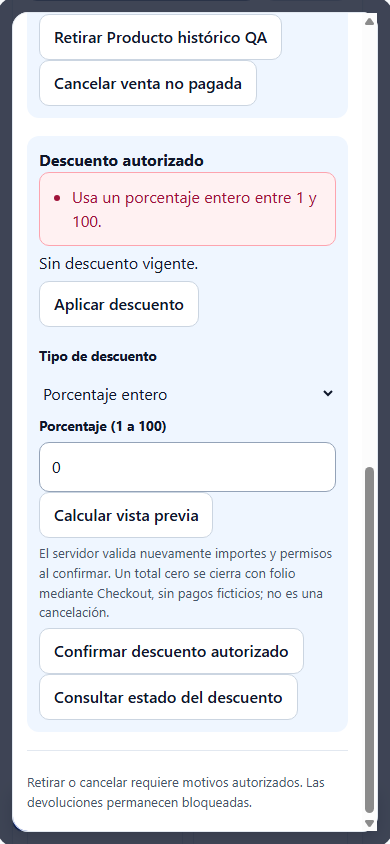 Retirar Producto histórico QA
Cancelar venta no pagada
Descuento autorizado
Usa un porcentaje entero entre 1 y
100.
Sin descuento vigente.
Aplicar descuento
Tipo de descuento
Porcentaje entero
Porcentaje (1 a 100)
0
Calcular vista previa
El servidor valida nuevamente importes y permisos
al confirmar. Un total cero se cierra con folio
mediante Checkout, sin pagos ficticios; no es una
cancelación.
Confirmar descuento autorizado
Consultar estado del descuento
Retirar o cancelar requiere motivos autorizados. Las
devoluciones permanecen bloqueadas.